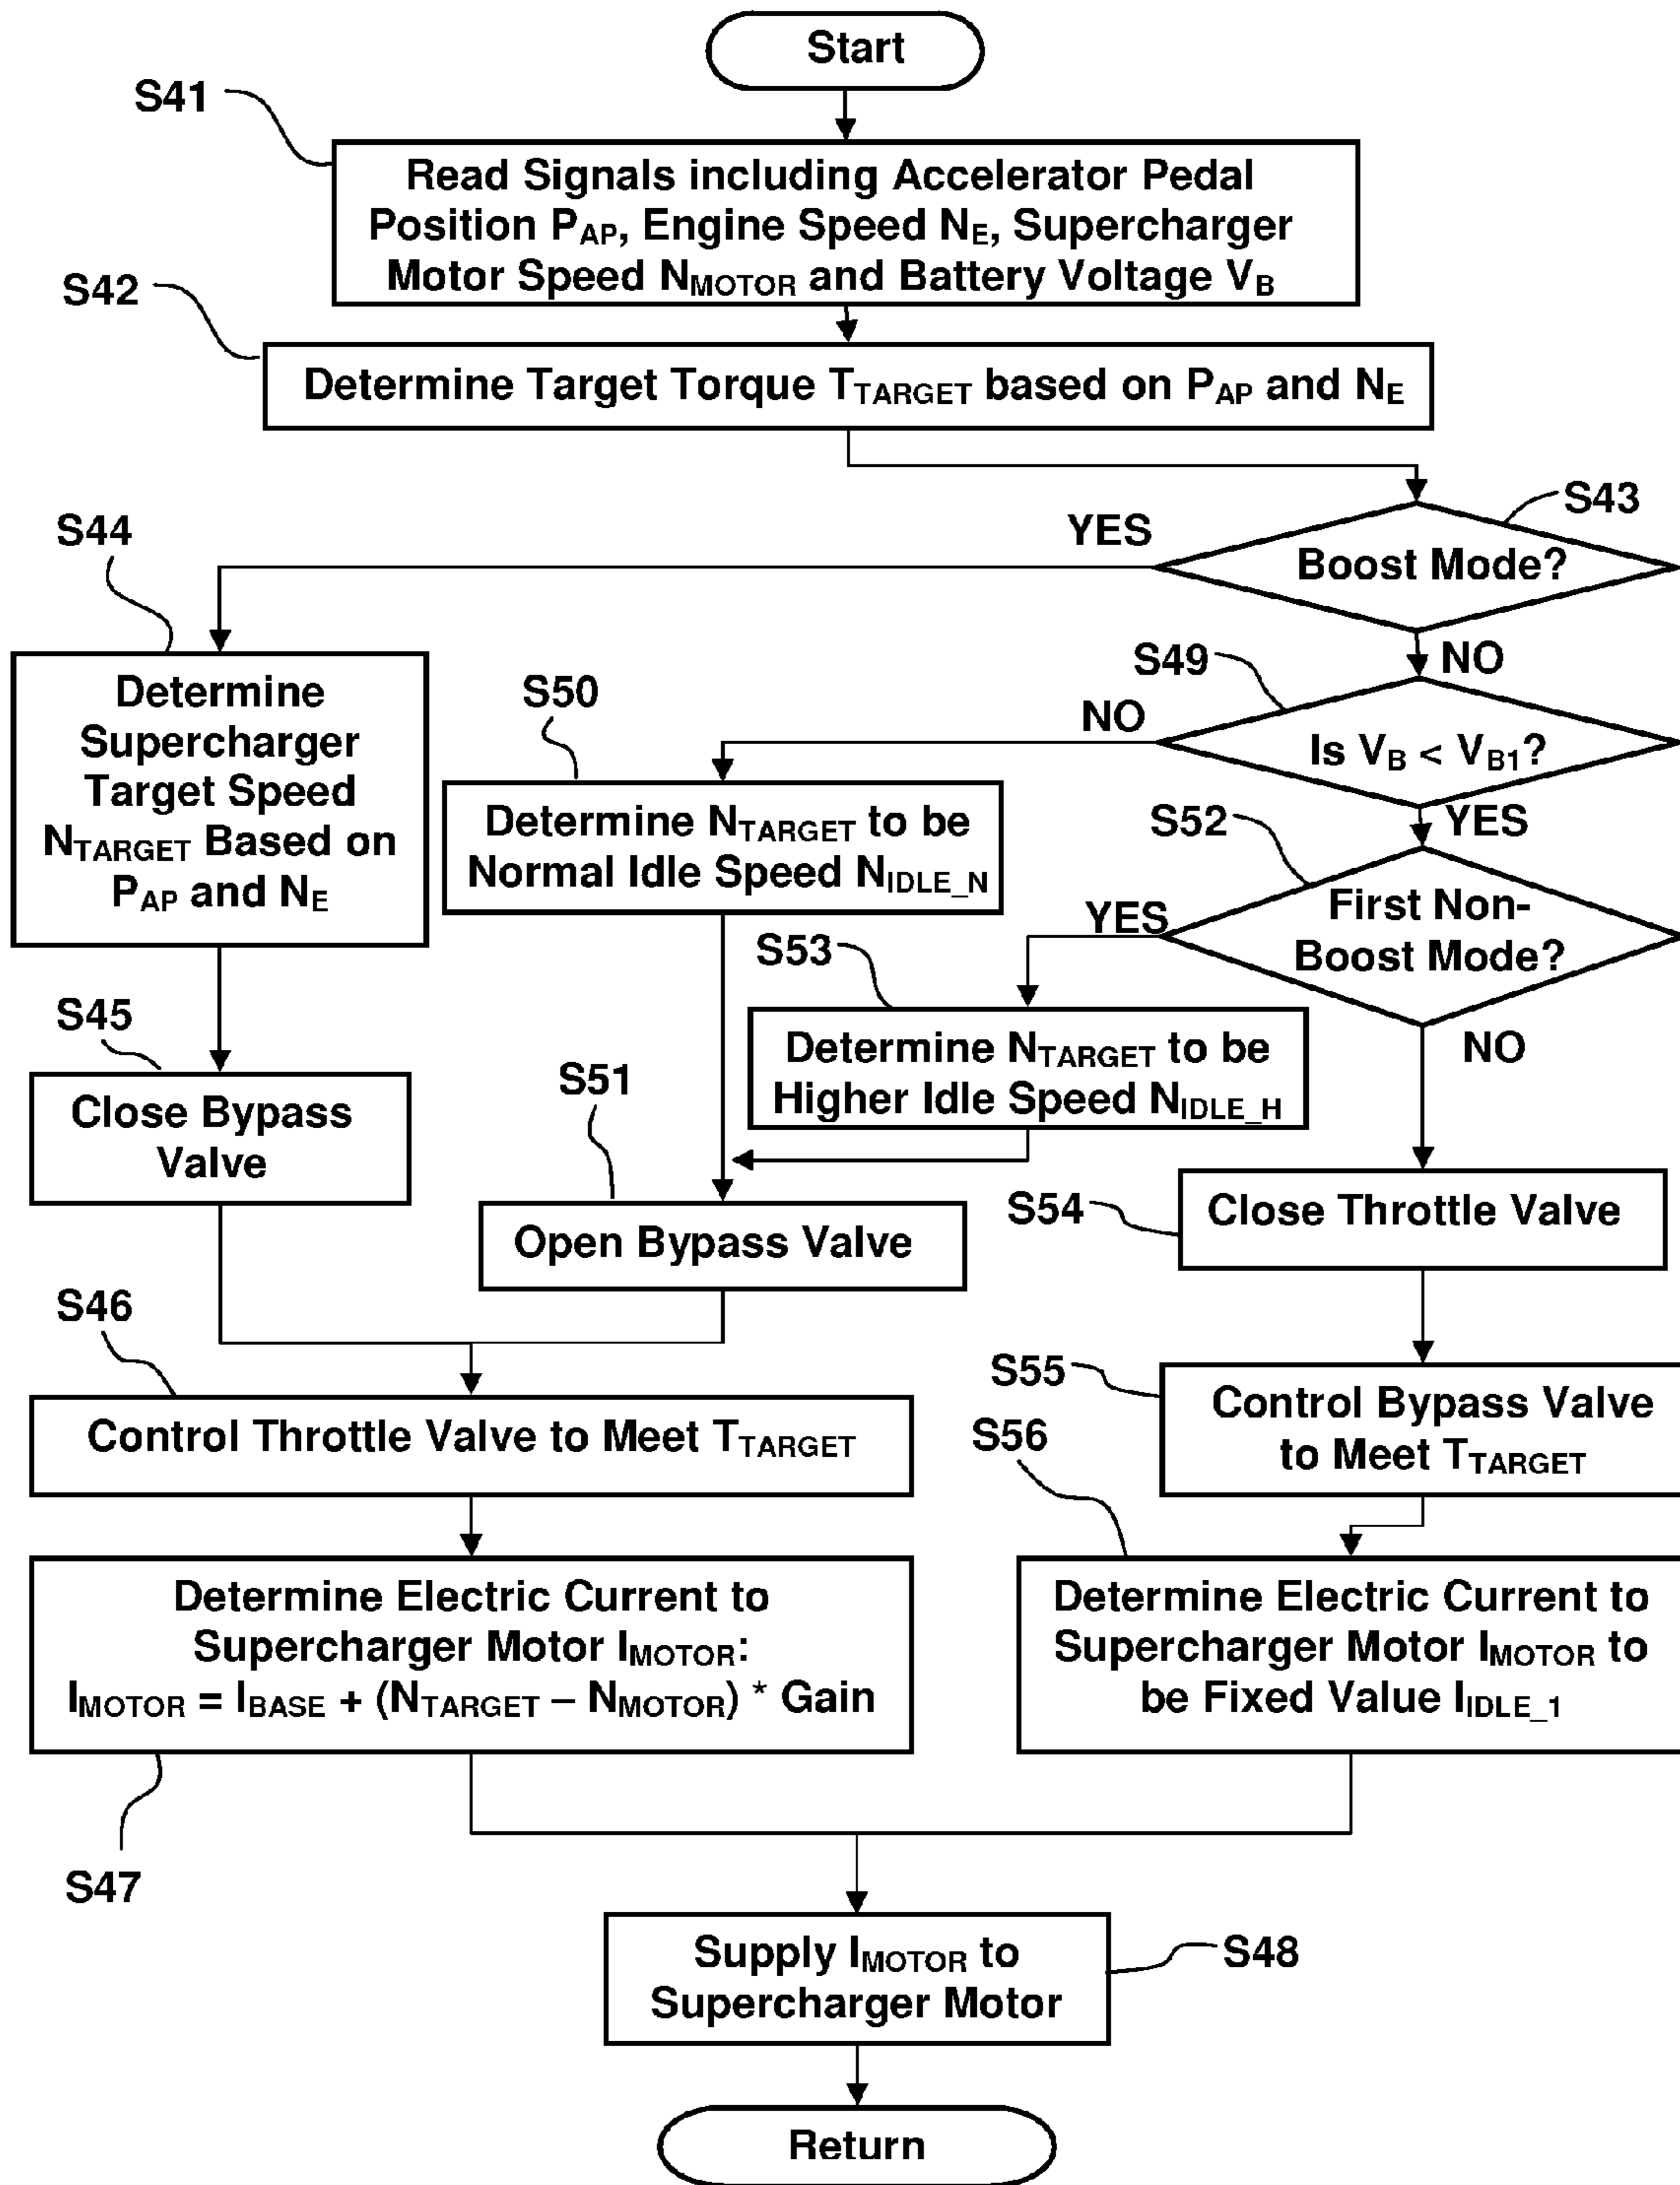 Start
S41
Read Signals including Accelerator Pedal
Position PAP, Engine Speed NE, Supercharger
Motor Speed NMOTOR and Battery Voltage VB
S42
Determine Target Torque TTARGET based on PAP and NE
S43
YES
Boost Mode?
NO
S44
Determine
Supercharger
Target Speed
NTARGET Based on
PAP and NE
S49
NO
Is VB < VB1?
YES
S50
Determine NTARGET to be
Normal Idle Speed NIDLE_N
S52
YES
First Non-
Boost Mode?
NO
S53
Determine NTARGET to be
Higher Idle Speed NIDLE_H
S45
Close Bypass
Valve
S51
Open Bypass Valve
S54
Close Throttle Valve
S46
Control Throttle Valve to Meet TTARGET
S55
Control Bypass Valve
to Meet TTARGET
S56
Determine Electric Current to
Supercharger Motor IMOTOR:
IMOTOR = IBASE + (NTARGET – NMOTOR) * Gain
Determine Electric Current to
Supercharger Motor IMOTOR to
be Fixed Value IIDLE_1
S47
Supply IMOTOR to
Supercharger Motor
S48
Return